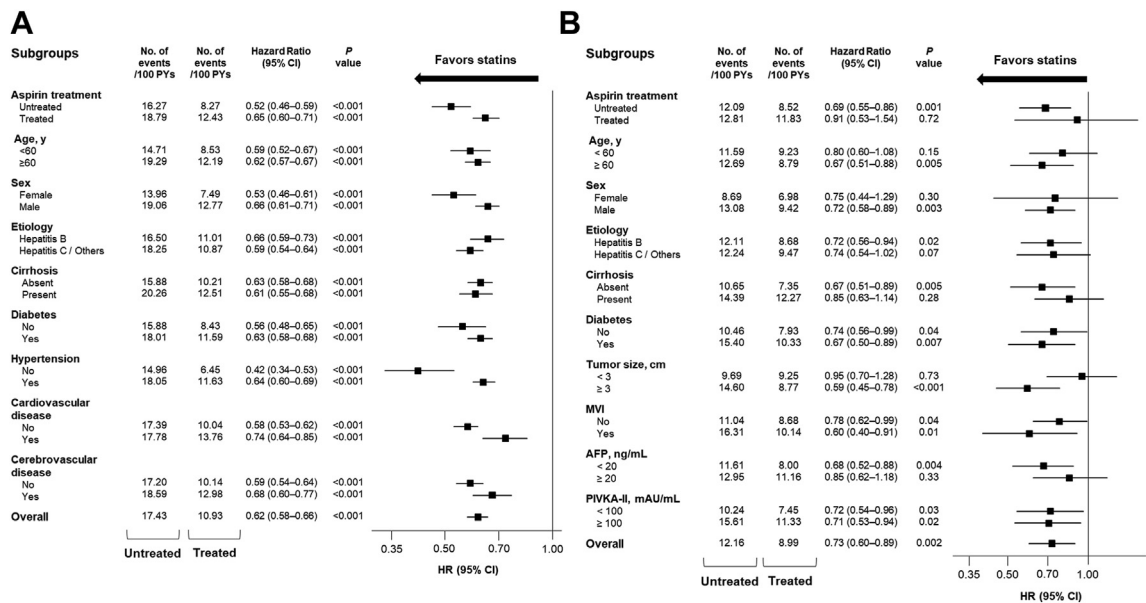 A
Subgroups
No. of events /100 PYs
No. of events /100 PYs
Hazard Ratio (95% CI)
P value
Favors statins
Aspirin treatment
Untreated 16.27 8.27 0.52 (0.46–0.59) <0.001
Treated 18.79 12.43 0.65 (0.60–0.71) <0.001
Age, y
<60 14.71 8.53 0.59 (0.52–0.67) <0.001
≥60 19.29 12.19 0.62 (0.57–0.67) <0.001
Sex
Female 13.96 7.49 0.53 (0.46–0.61) <0.001
Male 19.06 12.77 0.66 (0.61–0.71) <0.001
Etiology
Hepatitis B 16.50 11.01 0.66 (0.59–0.73) <0.001
Hepatitis C / Others 18.25 10.87 0.59 (0.54–0.64) <0.001
Cirrhosis
Absent 15.88 10.21 0.63 (0.58–0.68) <0.001
Present 20.26 12.51 0.61 (0.55–0.68) <0.001
Diabetes
No 15.88 8.43 0.56 (0.48–0.65) <0.001
Yes 18.01 11.59 0.63 (0.58–0.68) <0.001
Hypertension
No 14.96 6.45 0.42 (0.34–0.53) <0.001
Yes 18.05 11.63 0.64 (0.60–0.69) <0.001
Cardiovascular
disease
No 17.39 10.04 0.58 (0.53–0.62) <0.001
Yes 17.78 13.76 0.74 (0.64–0.85) <0.001
Cerebrovascular
disease
No 17.20 10.14 0.59 (0.54–0.64) <0.001
Yes 18.59 12.98 0.68 (0.60–0.77) <0.001
Overall 17.43 10.93 0.62 (0.58–0.66) <0.001
Untreated Treated
0.35 0.50 0.70 1.00
HR (95% CI)
B
Subgroups
No. of events /100 PYs
No. of events /100 PYs
Hazard Ratio (95% CI)
P value
Favors statins
Aspirin treatment
Untreated 12.09 8.52 0.69 (0.55–0.86) 0.001
Treated 12.81 11.83 0.91 (0.53–1.54) 0.72
Age, y
< 60 11.59 9.23 0.80 (0.60–1.08) 0.15
≥ 60 12.69 8.79 0.67 (0.51–0.88) 0.005
Sex
Female 8.69 6.98 0.75 (0.44–1.29) 0.30
Male 13.08 9.42 0.72 (0.58–0.89) 0.003
Etiology
Hepatitis B 12.11 8.68 0.72 (0.56–0.94) 0.02
Hepatitis C / Others 12.24 9.47 0.74 (0.54–1.02) 0.07
Cirrhosis
Absent 10.65 7.35 0.67 (0.51–0.89) 0.005
Present 14.39 12.27 0.85 (0.63–1.14) 0.28
Diabetes
No 10.46 7.93 0.74 (0.56–0.99) 0.04
Yes 15.40 10.33 0.67 (0.50–0.89) 0.007
Tumor size, cm
< 3 9.69 9.25 0.95 (0.70–1.28) 0.73
≥ 3 14.60 8.77 0.59 (0.45-0.78) <0.001
MVI
No 11.04 8.68 0.78 (0.62–0.99) 0.04
Yes 16.31 10.14 0.60 (0.40–0.91) 0.01
AFP, ng/mL
< 20 11.61 8.00 0.68 (0.52–0.88) 0.004
≥ 20 12.95 11.16 0.85 (0.62–1.18) 0.33
PIVKA-II, mAU/mL
< 100 10.24 7.45 0.72 (0.54–0.96) 0.03
≥ 100 15.61 11.33 0.71 (0.53–0.94) 0.02
Overall 12.16 8.99 0.73 (0.60–0.89) 0.002
Untreated Treated
0.35 0.50 0.70 1.00
HR (95% CI)